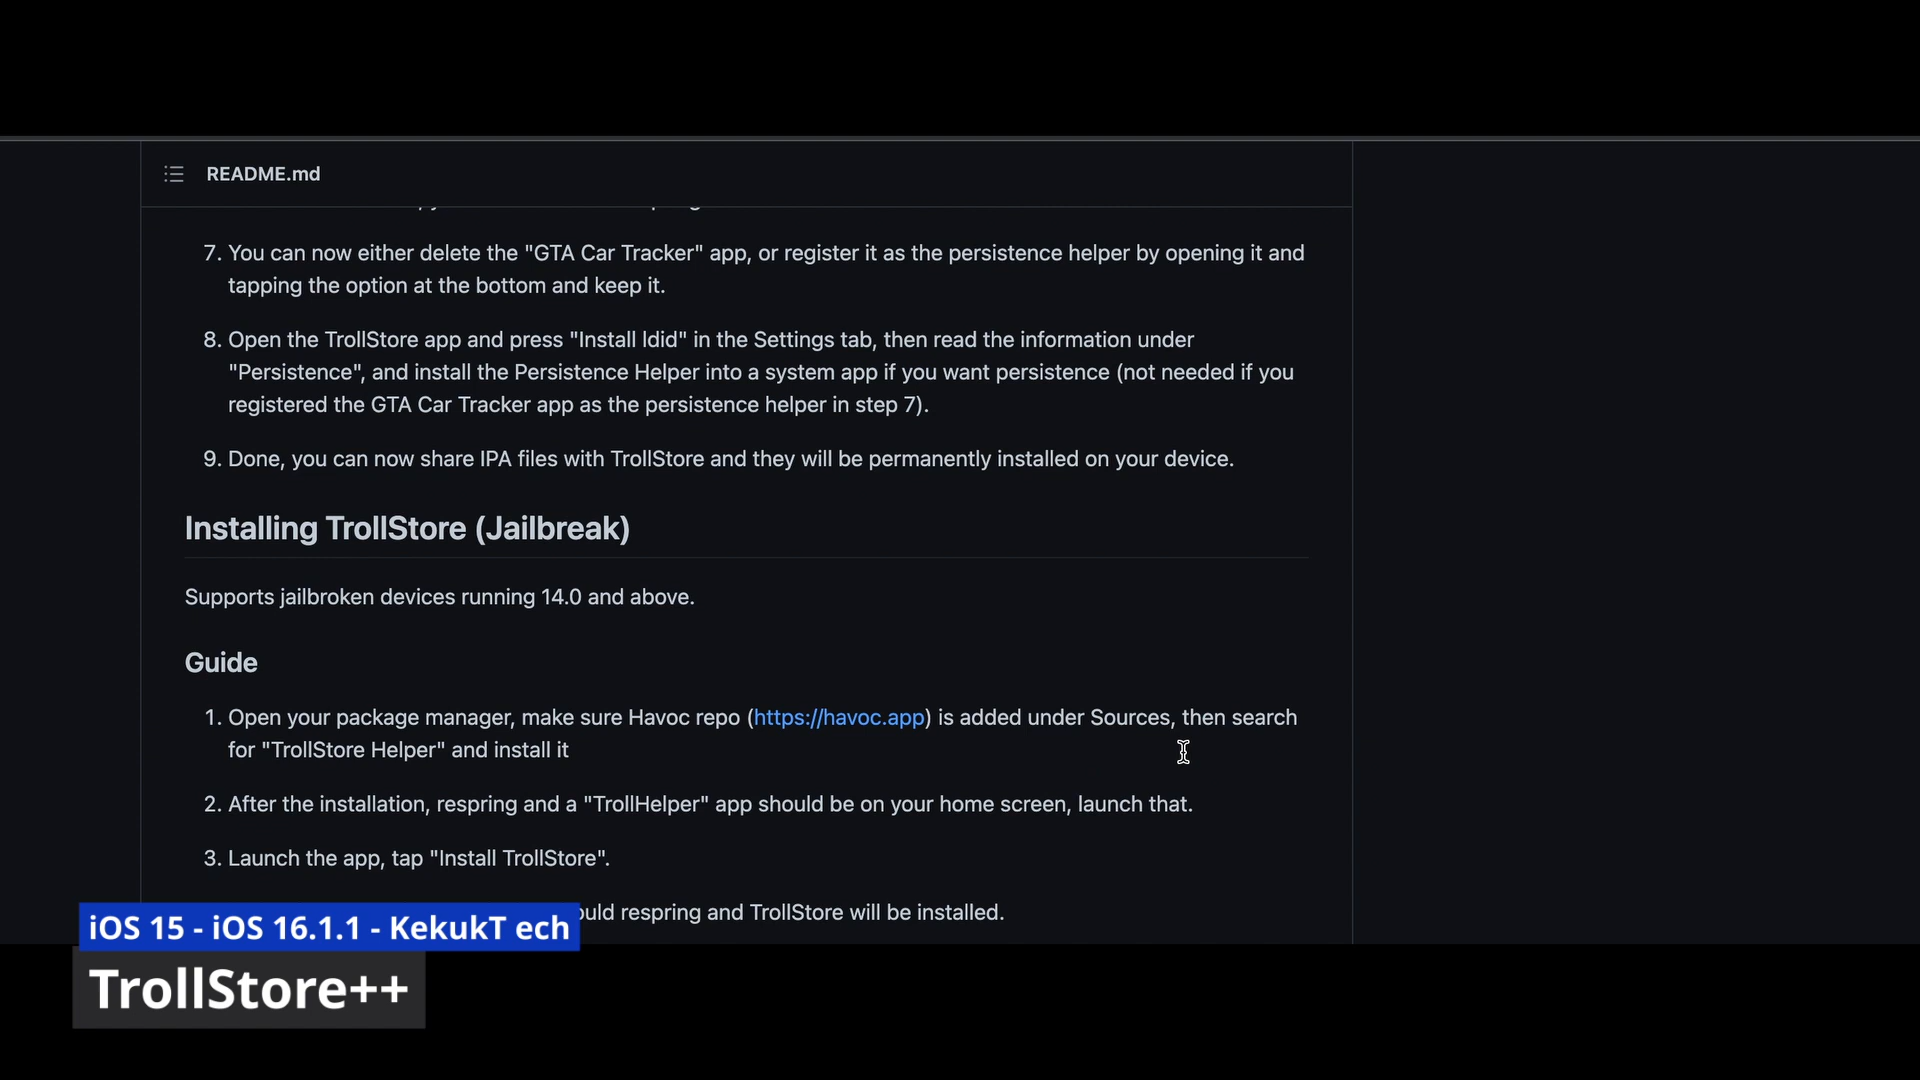 README.md
7. You can now either delete the "GTA Car Tracker" app, or register it as the persistence helper by opening it and
tapping the option at the bottom and keep it.
8. Open the TrollStore app and press "Install ldid" in the Settings tab, then read the information under
"Persistence", and install the Persistence Helper into a system app if you want persistence (not needed if you
registered the GTA Car Tracker app as the persistence helper in step 7).
9. Done, you can now share IPA files with TrollStore and they will be permanently installed on your device.
Installing TrollStore (Jailbreak)
Supports jailbroken devices running 14.0 and above.
Guide
1. Open your package manager, make sure Havoc repo (https://havoc.app) is added under Sources, then search
for "TrollStore Helper" and install it
2. After the installation, respring and a "TrollHelper" app should be on your home screen, launch that.
3. Launch the app, tap "Install TrollStore".
respring and TrollStore will be installed.
iOS 15 - iOS 16.1.1 - KekukT ech
TrollStore++